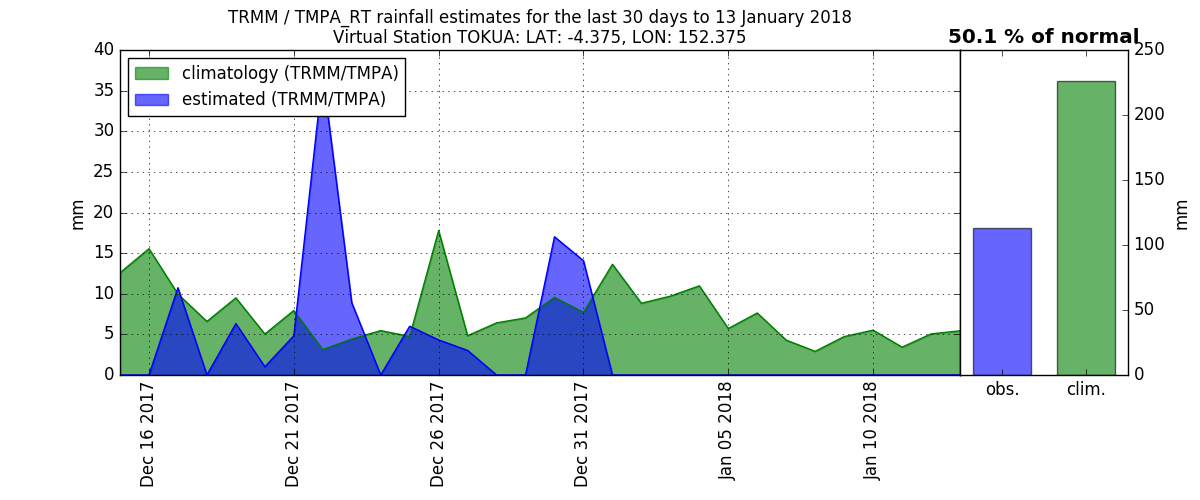 TRMM / TMPA_RT rainfall estimates for the last 30 days to 13 January 2018
Virtual Station TOKUA: LAT: -4.375, LON: 152.375
50.1 % of normal
climatology (TRMM/TMPA)
estimated (TRMM/TMPA)
40
35
30
25
20
15
10
5
0
mm
Dec 16 2017
Dec 21 2017
Dec 26 2017
Dec 31 2017
Jan 05 2018
Jan 10 2018
250
200
150
100
50
0
mm
obs.
clim.